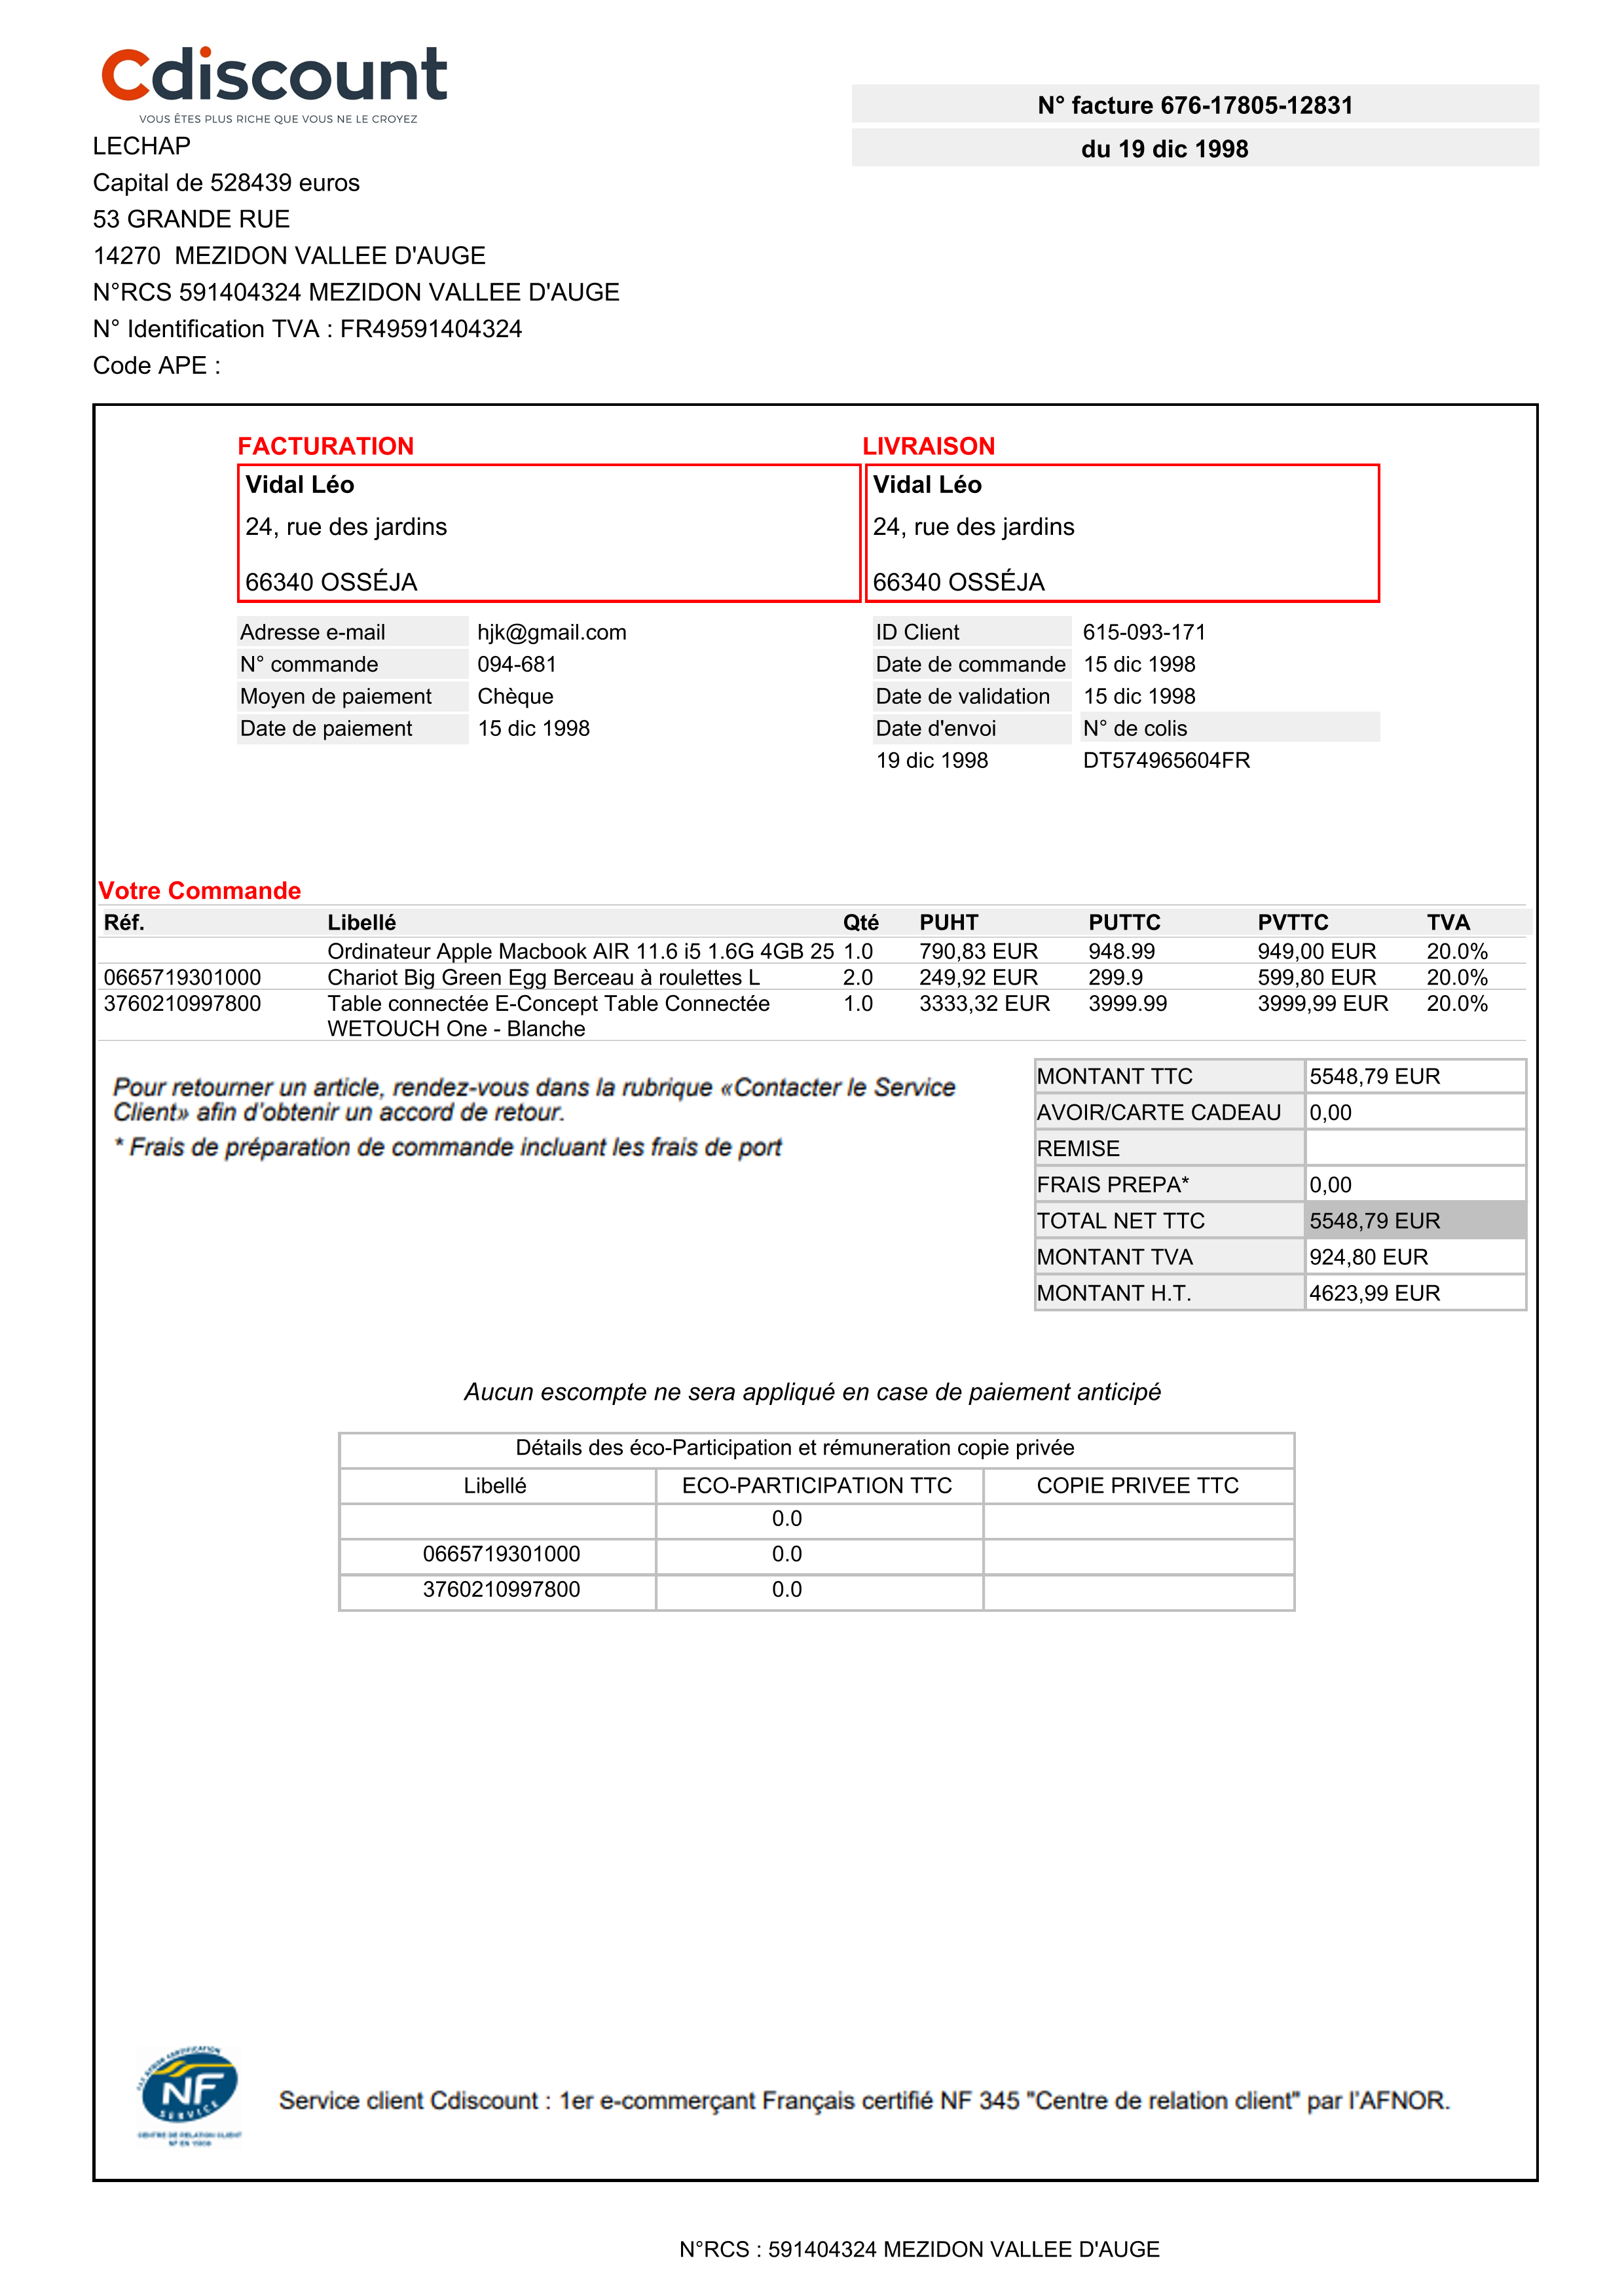 Cdiscount
VOUS ÊTES PLUS RICHE QUE VOUS NE LE CROYEZ
N° facture 676-17805-12831
du 19 dic 1998
LECHAP
Capital de 528439 euros
53 GRANDE RUE
14270 MEZIDON VALLEE D'AUGE
N°RCS 591404324 MEZIDON VALLEE D'AUGE
N° Identification TVA : FR49591404324
Code APE :
FACTURATION
Vidal Léo
24, rue des jardins
66340 OSSÉJA
LIVRAISON
Vidal Léo
24, rue des jardins
66340 OSSÉJA
Adresse e-mail hjk@gmail.com
N° commande 094-681
Moyen de paiement Chèque
Date de paiement 15 dic 1998
ID Client 615-093-171
Date de commande 15 dic 1998
Date de validation 15 dic 1998
Date d'envoi N° de colis
19 dic 1998 DT574965604FR
Votre Commande
Réf. Libellé Qté PUHT PUTTC PVTTC TVA
Ordinateur Apple Macbook AIR 11.6 i5 1.6G 4GB 25 1.0 790,83 EUR 948.99 949,00 EUR 20.0%
0665719301000 Chariot Big Green Egg Berceau à roulettes L 2.0 249,92 EUR 299.9 599,80 EUR 20.0%
3760210997800 Table connectée E-Concept Table Connectée 1.0 3333,32 EUR 3999.99 3999,99 EUR 20.0%
WETOUCH One - Blanche
Pour retourner un article, rendez-vous dans la rubrique «Contacter le Service
Client» afin d'obtenir un accord de retour.
* Frais de préparation de commande incluant les frais de port
MONTANT TTC 5548,79 EUR
AVOIR/CARTE CADEAU 0,00
REMISE
FRAIS PREPA* 0,00
TOTAL NET TTC 5548,79 EUR
MONTANT TVA 924,80 EUR
MONTANT H.T. 4623,99 EUR
Aucun escompte ne sera appliqué en case de paiement anticipé
Détails des éco-Participation et rémuneration copie privée
Libellé ECO-PARTICIPATION TTC COPIE PRIVEE TTC
0.0
0665719301000 0.0
3760210997800 0.0
NF
SERVICE
CENTRE DE RELATION CLIENT
Service client Cdiscount : 1er e-commerçant Français certifié NF 345 "Centre de relation client" par l'AFNOR.
N°RCS : 591404324 MEZIDON VALLEE D'AUGE